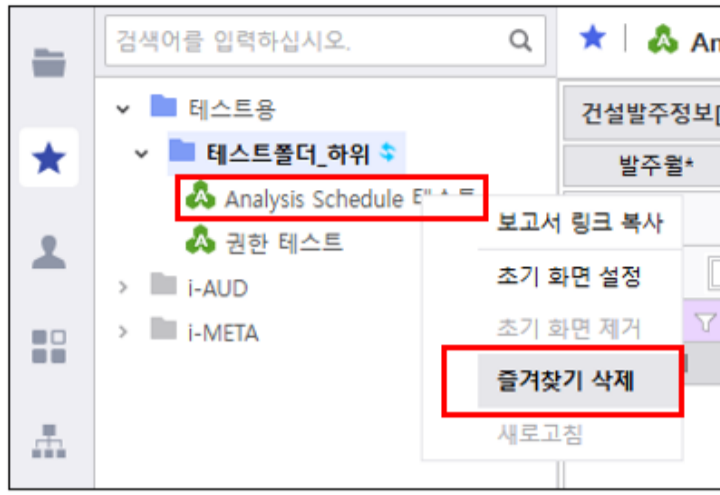 검색어를 입력하십시오.
테스트용
테스트폴더_하위
Analysis Schedule
권한 테스트
i-AUD
i-META
보고서 링크 복사
초기 화면 설정
초기 화면 제거
즐겨찾기 삭제
새로고침
An
건설발주정보[
발주월*